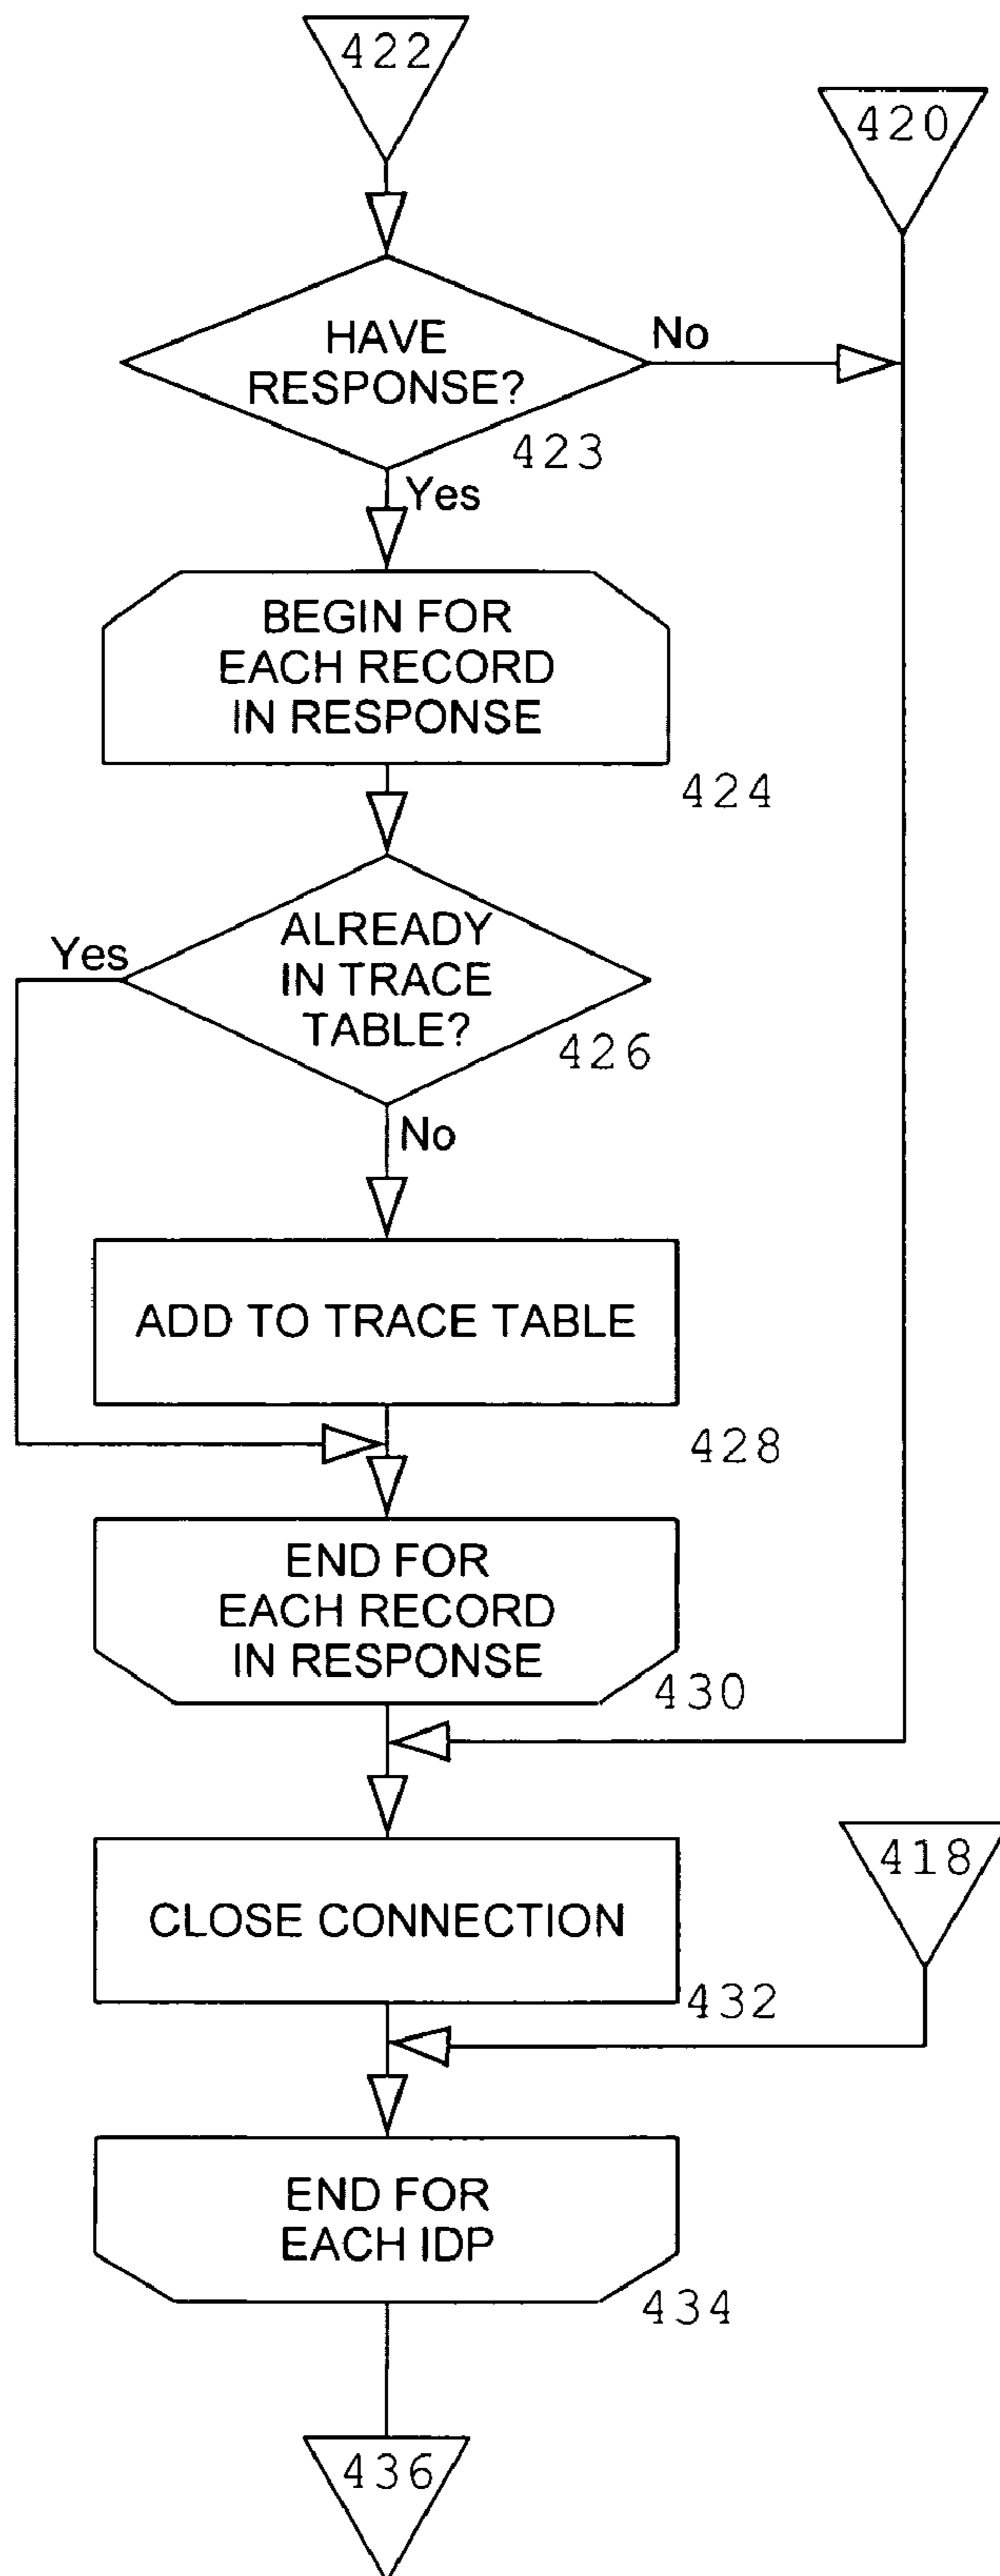 422
420
HAVE
RESPONSE?
No
423
Yes
BEGIN FOR
EACH RECORD
IN RESPONSE
424
ALREADY
IN TRACE
TABLE?
Yes
426
No
ADD TO TRACE TABLE
428
END FOR
EACH RECORD
IN RESPONSE
430
418
CLOSE CONNECTION
432
END FOR
EACH IDP
434
436